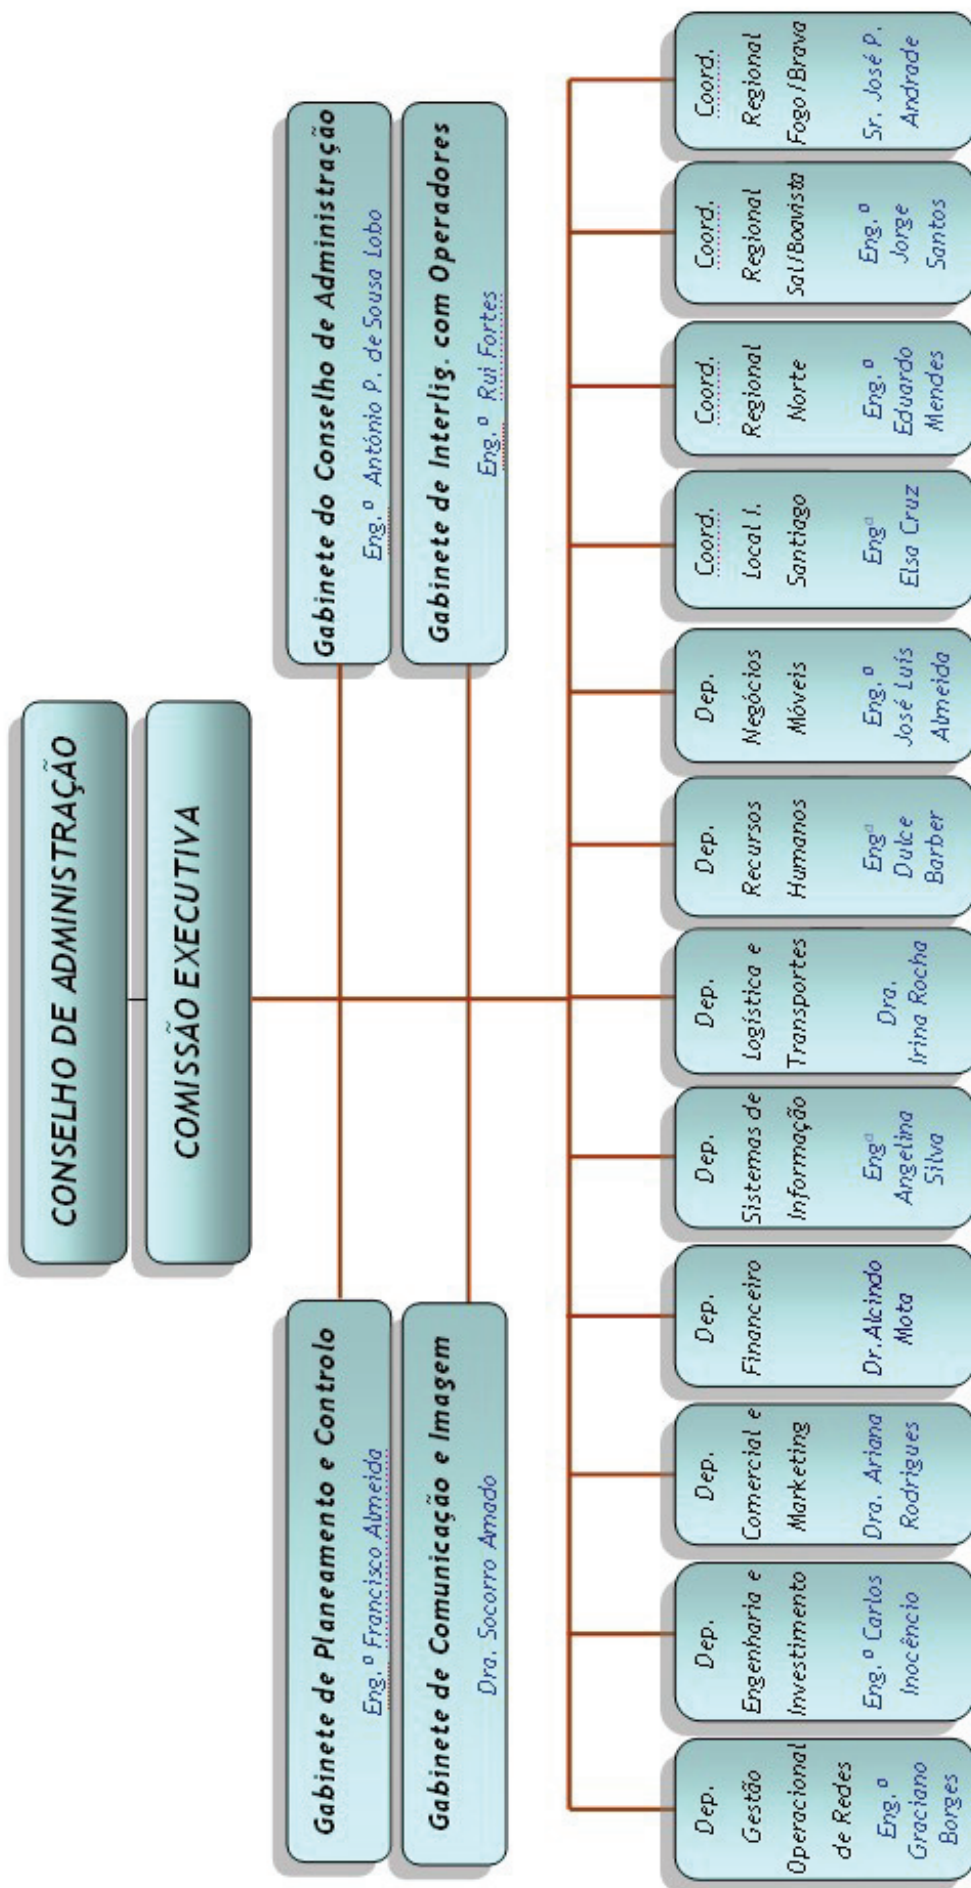 CONSELHO DE ADMINISTRAÇÃO
COMISSÃO EXECUTIVA
Gabinete de Planeamento e Controlo
Eng.º Francisco Almeida
Gabinete do Conselho de Administração
Eng.º António P. de Sousa Lobo
Gabinete de Comunicação e Imagem
Dra. Socorro Amado
Gabinete de Interlig. com Operadores
Eng.º Rui Fortes
Dep.
Gestão
Operacional
de Redes
Eng.º
Graciano
Borges
Dep.
Engenharia e
Investimento
Eng.º Carlos
Inocêncio
Dep.
Comercial e
Marketing
Dra. Ariana
Rodrigues
Dep.
Financeiro
Dr.Alcindo
Mota
Dep.
Sistemas de
Informação
Engª
Angelina
Silva
Dep.
Logística e
Transportes
Dra.
Irina Rocha
Dep.
Recursos
Humanos
Engª
Dulce
Barber
Dep.
Negócios
Móveis
Eng.º
José Luís
Almeida
Coord.
Local I.
Santiago
Engª
Elsa Cruz
Coord.
Regional
Norte
Eng.º
Eduardo
Mendes
Coord.
Regional
Sal/Boavista
Eng.º
Jorge
Santos
Coord.
Regional
Fogo/Brava
Sr. José P.
Andrade